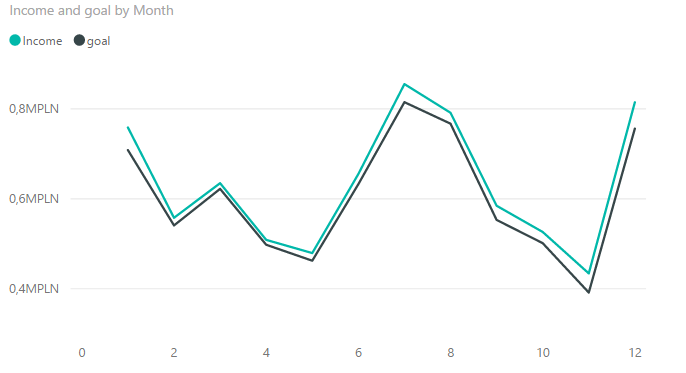 Income and goal by Month
Income goal
0,8MPLN
0,6MPLN
0,4MPLN
0 2 4 6 8 10 12